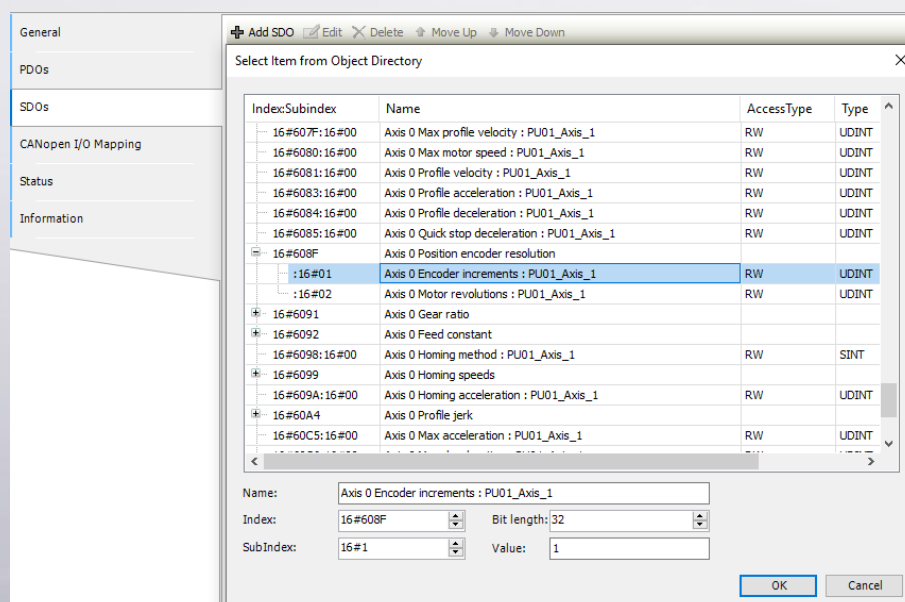 General
PDOs
SDOs
CANopen I/O Mapping
Status
Information
Add SDO Edit Delete Move Up Move Down
Select Item from Object Directory
Index:Subindex Name AccessType Type
16#607F:16#00 Axis 0 Max profile velocity : PU01_Axis_1 RW UDINT
16#6080:16#00 Axis 0 Max motor speed : PU01_Axis_1 RW UDINT
16#6081:16#00 Axis 0 Profile velocity : PU01_Axis_1 RW UDINT
16#6083:16#00 Axis 0 Profile acceleration : PU01_Axis_1 RW UDINT
16#6084:16#00 Axis 0 Profile deceleration : PU01_Axis_1 RW UDINT
16#6085:16#00 Axis 0 Quick stop deceleration : PU01_Axis_1 RW UDINT
16#608F Axis 0 Position encoder resolution
:16#01 Axis 0 Encoder increments : PU01_Axis_1 RW UDINT
:16#02 Axis 0 Motor revolutions : PU01_Axis_1 RW UDINT
16#6091 Axis 0 Gear ratio
16#6092 Axis 0 Feed constant
16#6098:16#00 Axis 0 Homing method : PU01_Axis_1 RW SINT
16#6099 Axis 0 Homing speeds
16#609A:16#00 Axis 0 Homing acceleration : PU01_Axis_1 RW UDINT
16#60A4 Axis 0 Profile jerk
16#60C5:16#00 Axis 0 Max acceleration : PU01_Axis_1 RW UDINT
Name: Axis 0 Encoder increments : PU01_Axis_1
Index: 16#608F Bit length: 32
SubIndex: 16#1 Value: 1
OK Cancel